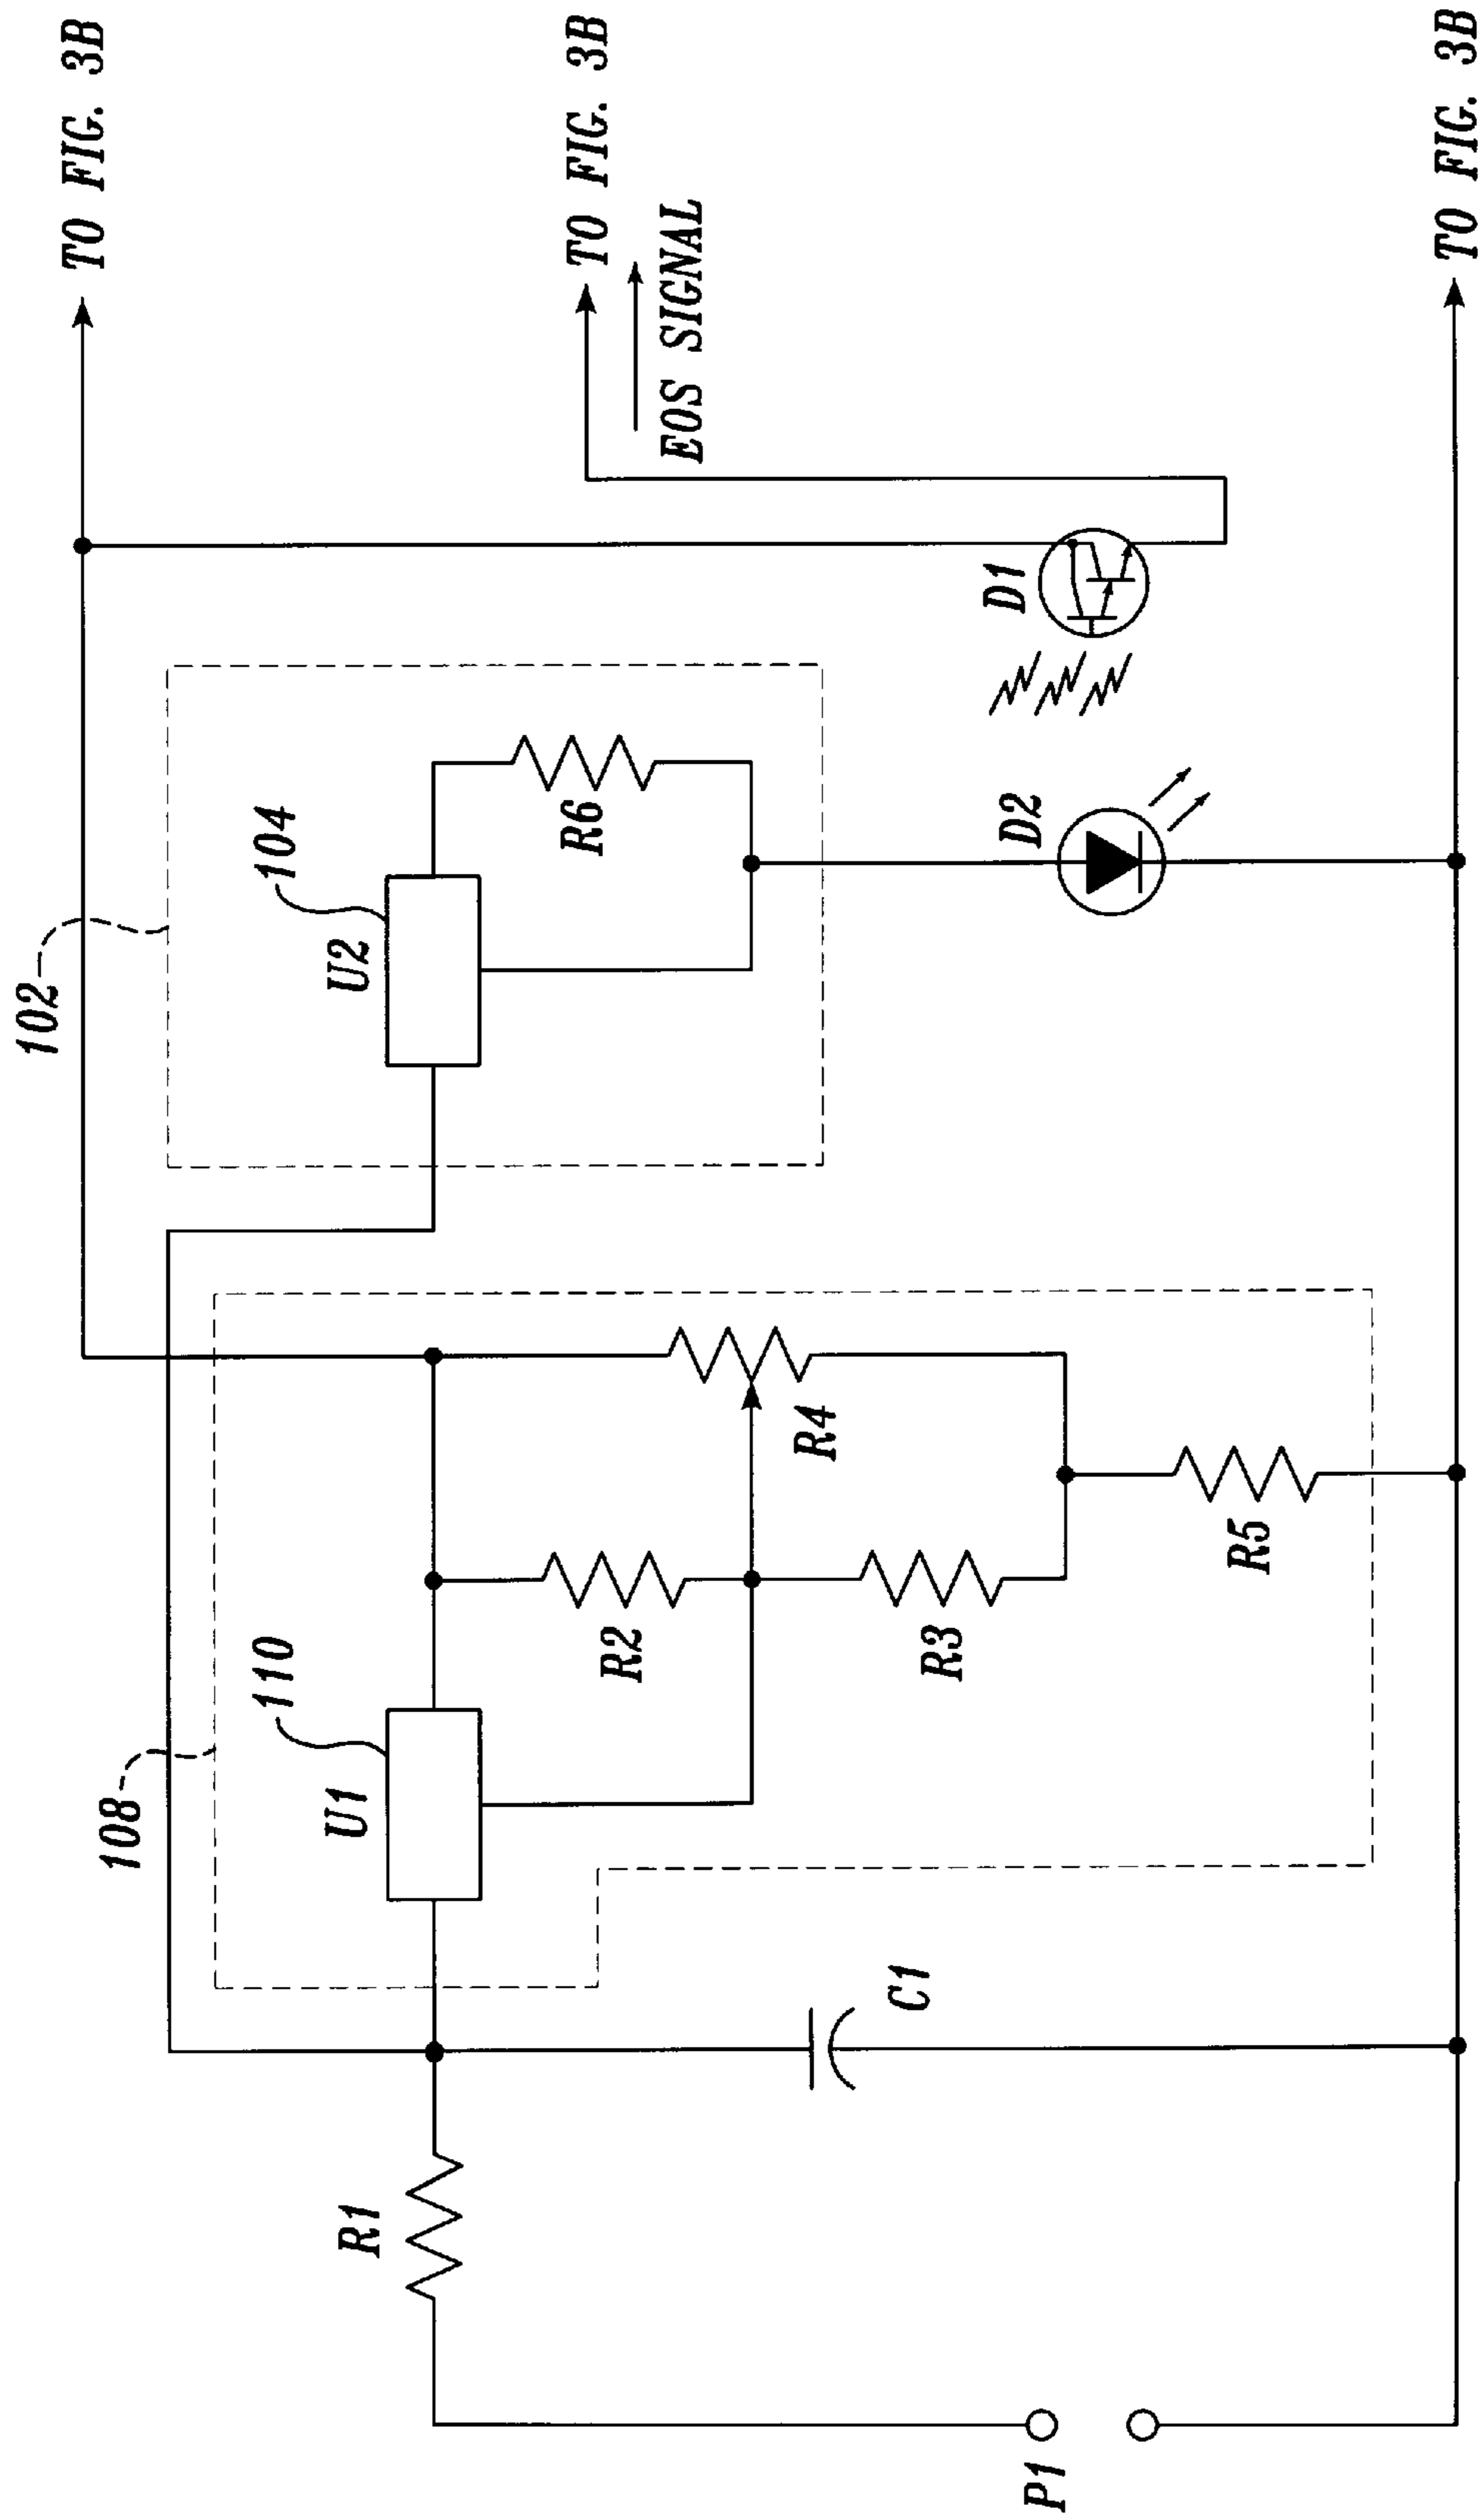 TO FIG. 3B
TO FIG. 3B
EOS SIGNAL
TO FIG. 3B
102
104
U2
R6
D1
D2
108
110
U1
R2
R4
R3
R5
R1
C1
P1